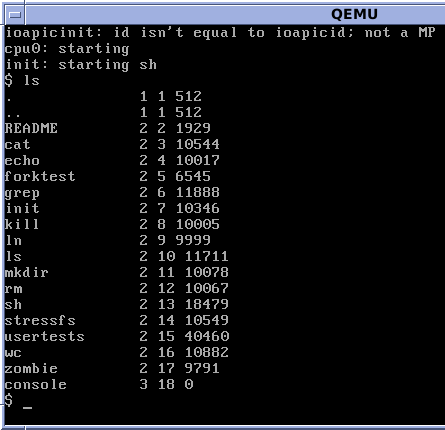 QEMU
ioapicinit: id isn't equal to ioapicid; not a MP
cpu0: starting
init: starting sh
$ ls
. 1 1 512
.. 1 1 512
README 2 2 1929
cat 2 3 10544
echo 2 4 10017
forktest 2 5 6545
grep 2 6 11888
init 2 7 10346
kill 2 8 10005
ln 2 9 9999
ls 2 10 11711
mkdir 2 11 10078
rm 2 12 10067
sh 2 13 18479
stressfs 2 14 10549
usertests 2 15 40460
wc 2 16 10882
zombie 2 17 9791
console 3 18 0
$ _